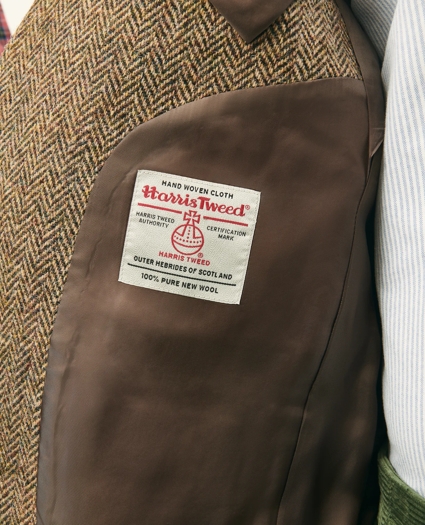 HAND WOVEN CLOTH
Harris Tweed®
HARRIS TWEED
AUTHORITY
CERTIFICATION
MARK
®
HARRIS TWEED
OUTER HEBRIDES OF SCOTLAND
100% PURE NEW WOOL